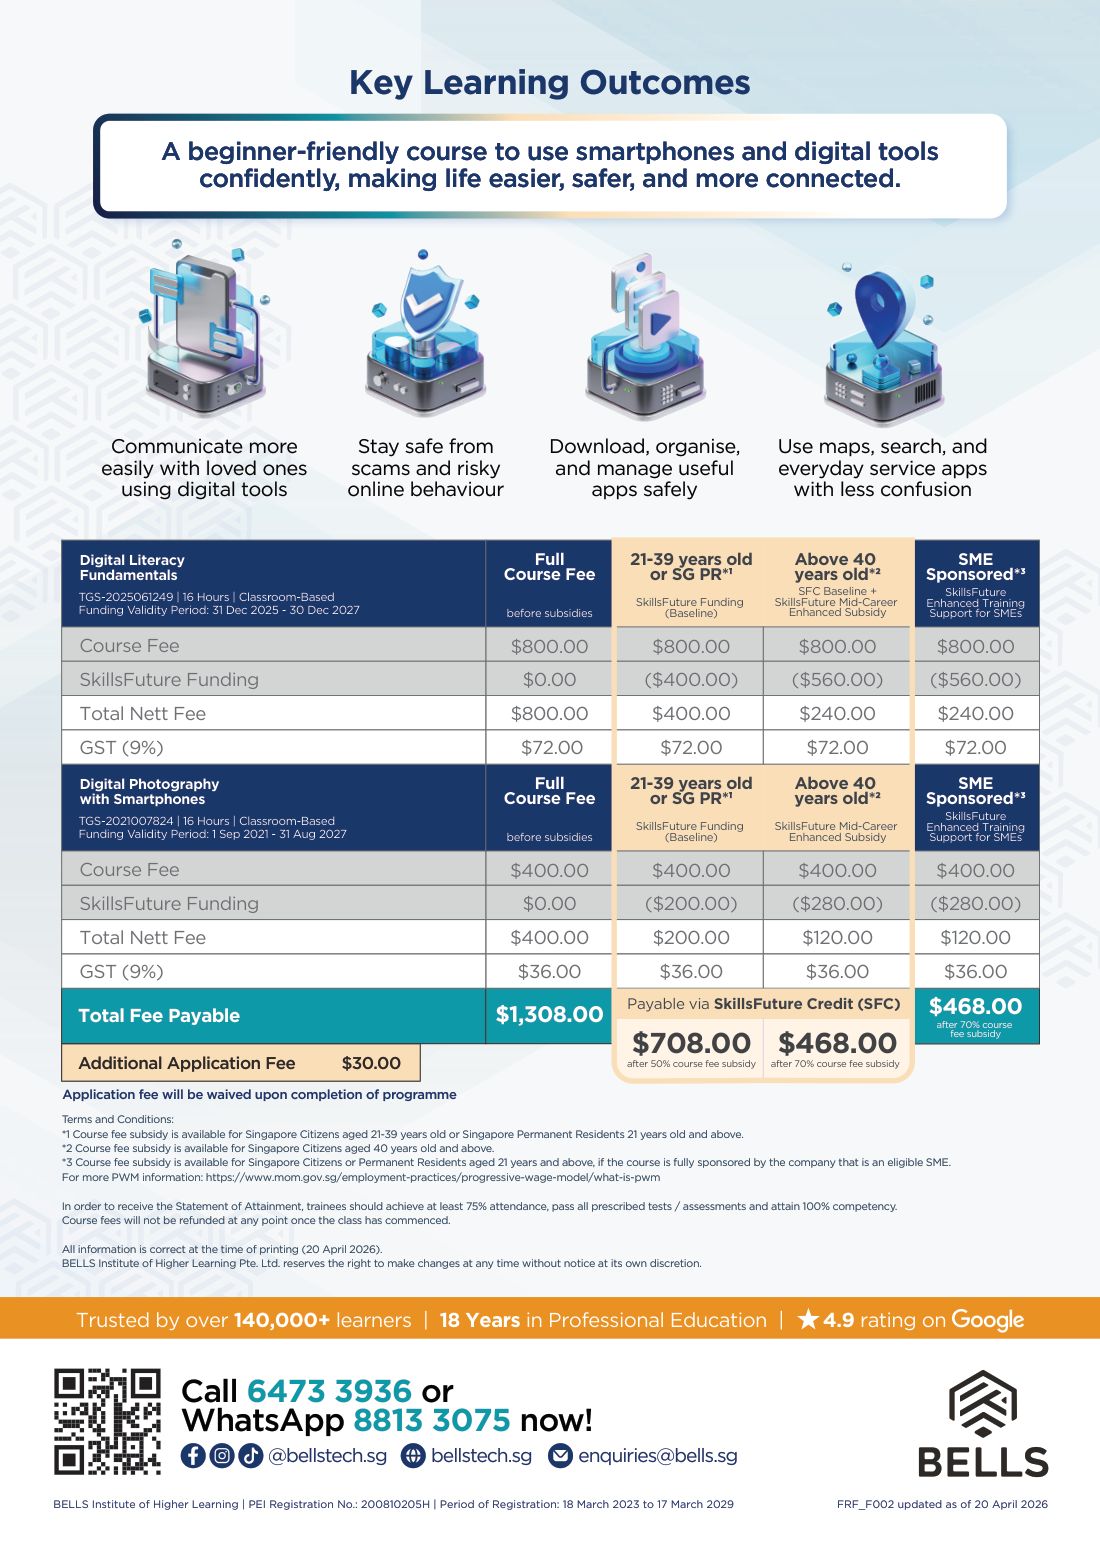 Key Learning Outcomes
A beginner-friendly course to use smartphones and digital tools
confidently, making life easier, safer, and more connected.
Communicate more
easily with loved ones
using digital tools
Stay safe from
scams and risky
online behaviour
Download, organise,
and manage useful
apps safely
Use maps, search, and
everyday service apps
with less confusion
Digital Literacy
Fundamentals
TGS-2025061249 | 16 Hours | Classroom-Based
Funding Validity Period: 31 Dec 2025 - 30 Dec 2027
Full
Course Fee
before subsidies
21-39 years old
or SG PR*¹
SkillsFuture Funding
(Baseline)
Above 40
years old*²
SFC Baseline +
SkillsFuture Mid-Career
Enhanced Subsidy
SME
Sponsored*³
SkillsFuture
Enhanced Training
Support for SMEs
Course Fee $800.00 $800.00 $800.00 $800.00
SkillsFuture Funding $0.00 ($400.00) ($560.00) ($560.00)
Total Nett Fee $800.00 $400.00 $240.00 $240.00
GST (9%) $72.00 $72.00 $72.00 $72.00
Digital Photography
with Smartphones
TGS-2021007824 | 16 Hours | Classroom-Based
Funding Validity Period: 1 Sep 2021 - 31 Aug 2027
Full
Course Fee
before subsidies
21-39 years old
or SG PR*¹
SkillsFuture Funding
(Baseline)
Above 40
years old*²
SkillsFuture Mid-Career
Enhanced Subsidy
SME
Sponsored*³
SkillsFuture
Enhanced Training
Support for SMEs
Course Fee $400.00 $400.00 $400.00 $400.00
SkillsFuture Funding $0.00 ($200.00) ($280.00) ($280.00)
Total Nett Fee $400.00 $200.00 $120.00 $120.00
GST (9%) $36.00 $36.00 $36.00 $36.00
Total Fee Payable $1,308.00
Payable via SkillsFuture Credit (SFC)
$708.00
after 50% course fee subsidy
$468.00
after 70% course fee subsidy
$468.00
after 70% course
fee subsidy
Additional Application Fee $30.00
Application fee will be waived upon completion of programme
Terms and Conditions:
*1 Course fee subsidy is available for Singapore Citizens aged 21-39 years old or Singapore Permanent Residents 21 years old and above.
*2 Course fee subsidy is available for Singapore Citizens aged 40 years old and above.
*3 Course fee subsidy is available for Singapore Citizens or Permanent Residents aged 21 years and above, if the course is fully sponsored by the company that is an eligible SME.
For more PWM information: https://www.mom.gov.sg/employment-practices/progressive-wage-model/what-is-pwm
In order to receive the Statement of Attainment, trainees should achieve at least 75% attendance, pass all prescribed tests / assessments and attain 100% competency.
Course fees will not be refunded at any point once the class has commenced.
All information is correct at the time of printing (20 April 2026).
BELLS Institute of Higher Learning Pte. Ltd. reserves the right to make changes at any time without notice at its own discretion.
Trusted by over 140,000+ learners | 18 Years in Professional Education | ★ 4.9 rating on Google
Call 6473 3936 or
WhatsApp 8813 3075 now!
@bellstech.sg bellstech.sg enquiries@bells.sg
BELLS
BELLS Institute of Higher Learning | PEI Registration No.: 200810205H | Period of Registration: 18 March 2023 to 17 March 2029
FRF_F002 updated as of 20 April 2026